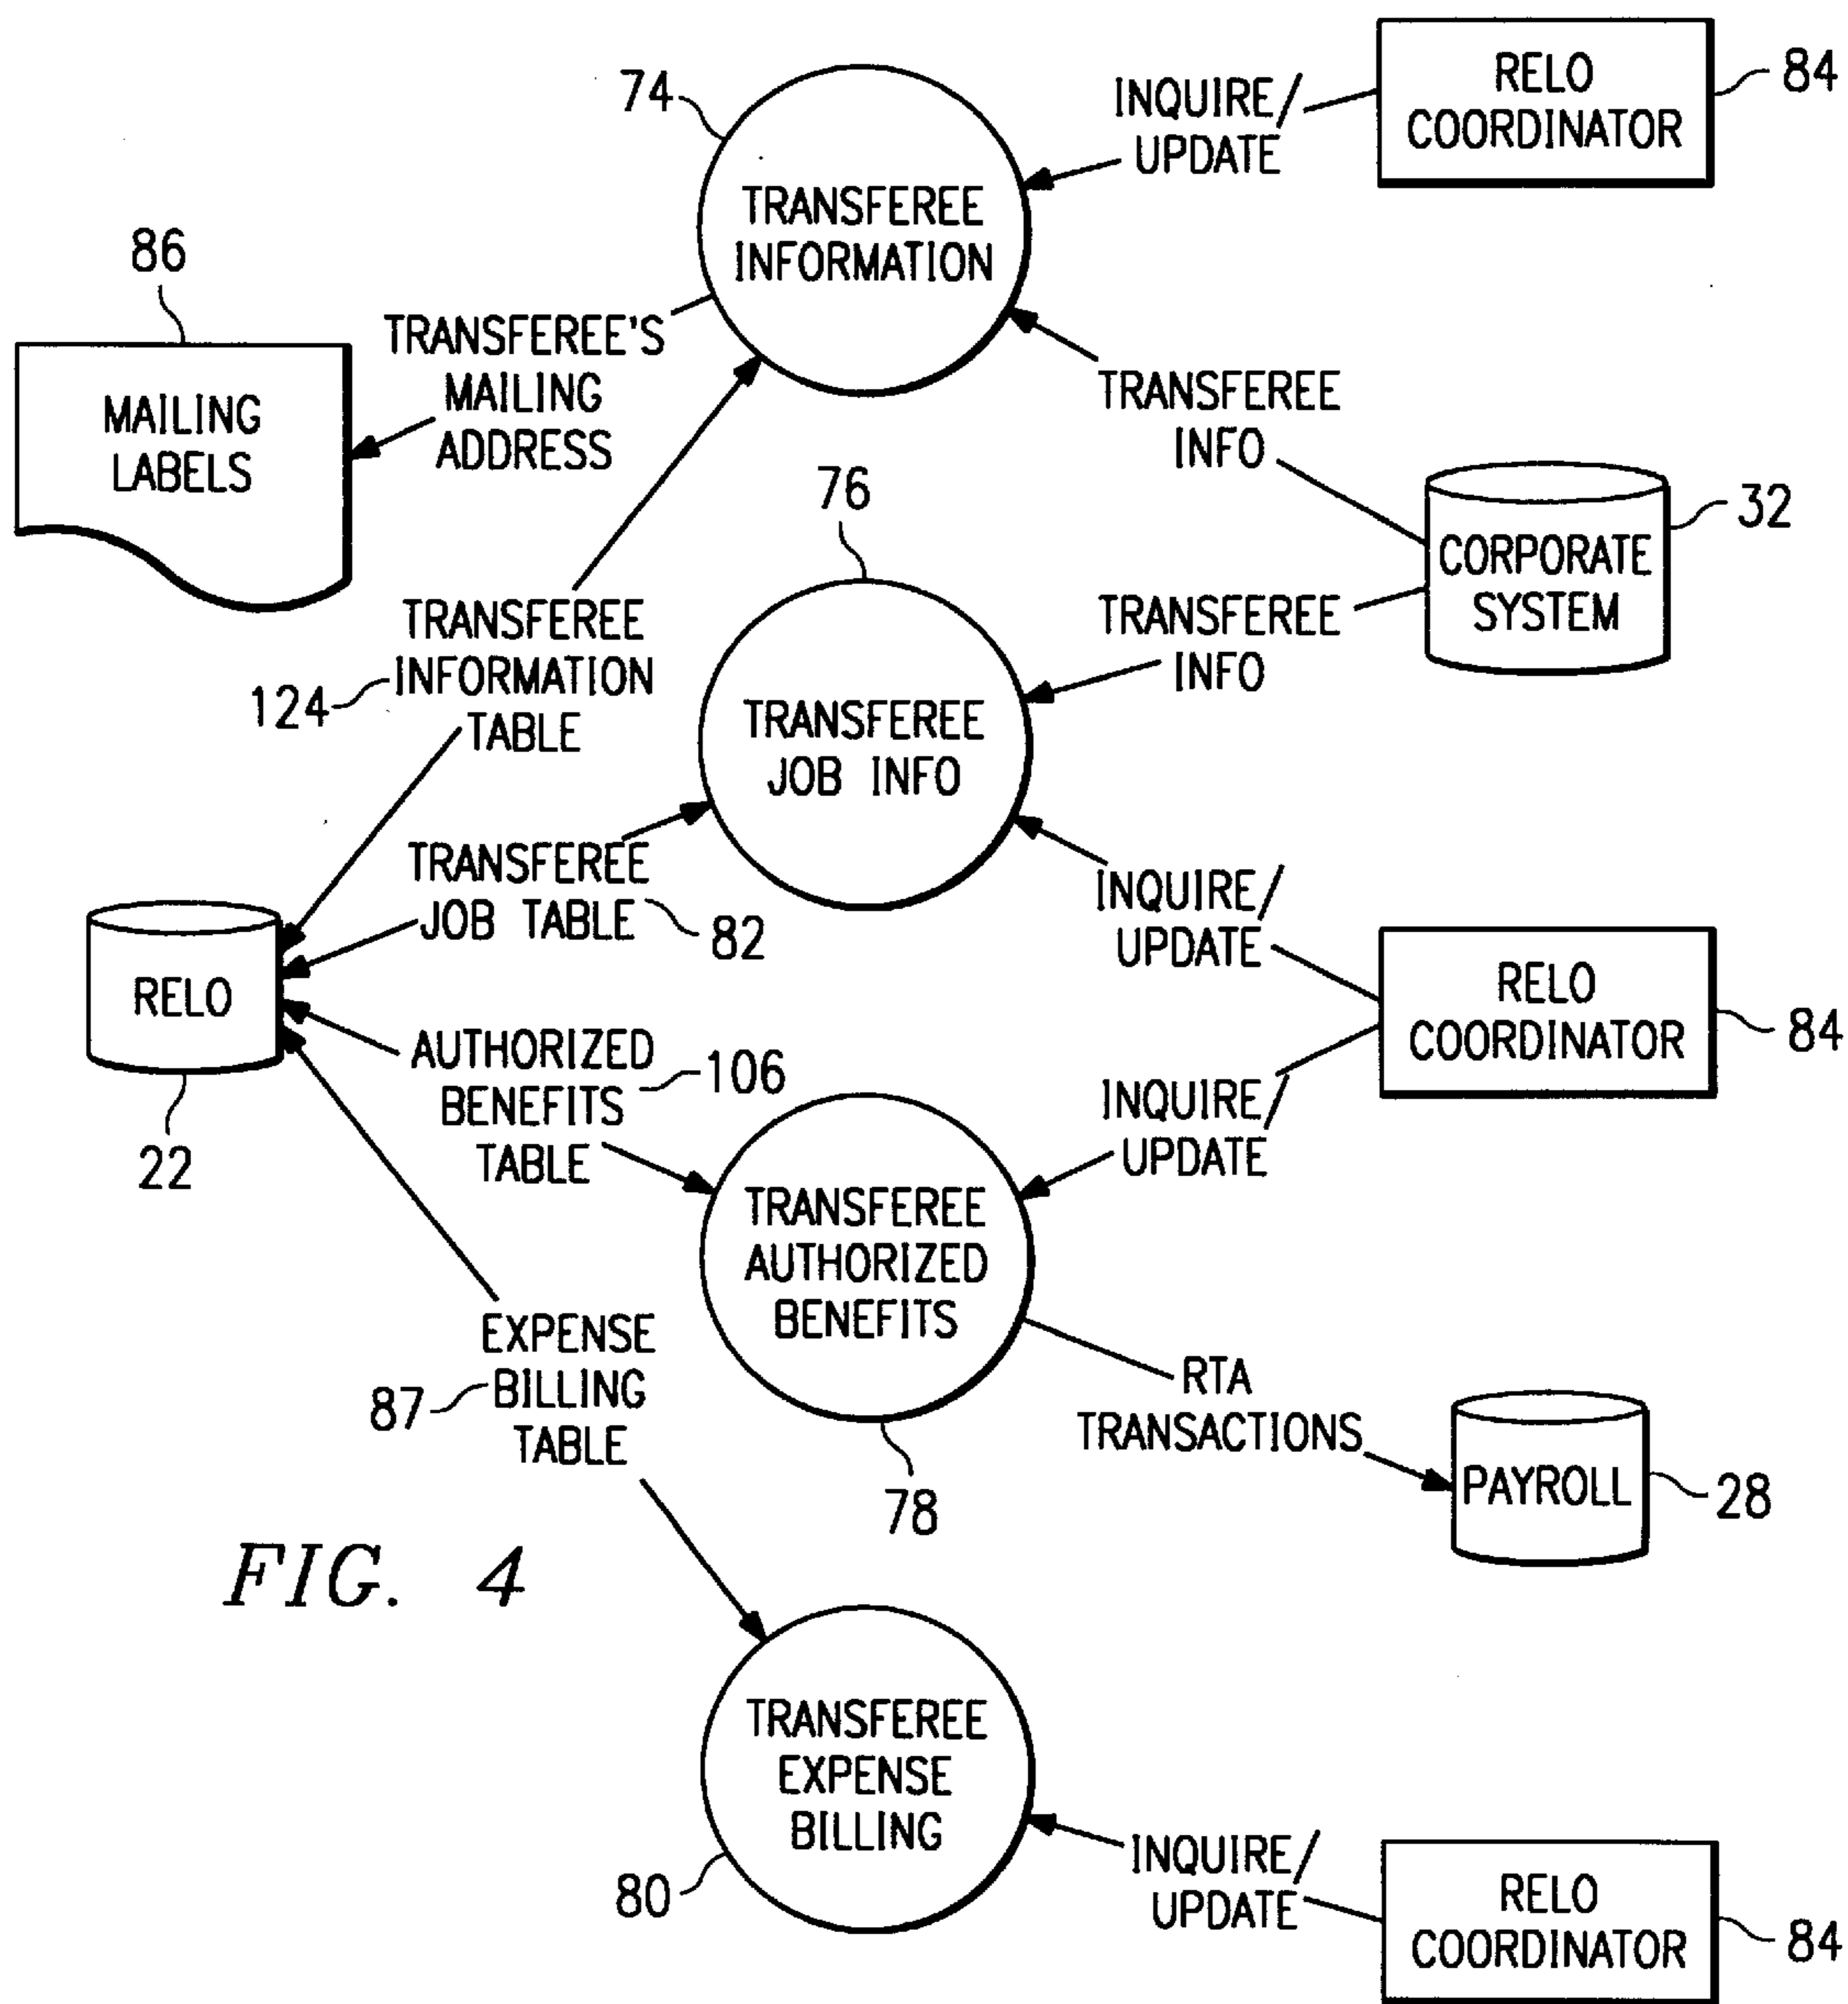 74
INQUIRE/
UPDATE
RELO
COORDINATOR
84
TRANSFEREE
INFORMATION
86
MAILING
LABELS
TRANSFEREE'S
MAILING
ADDRESS
TRANSFEREE
INFO
76
CORPORATE
SYSTEM
32
TRANSFEREE
INFORMATION
TABLE
124
TRANSFEREE
INFO
TRANSFEREE
JOB INFO
TRANSFEREE
JOB TABLE
82
INQUIRE/
UPDATE
RELO
22
RELO
COORDINATOR
84
AUTHORIZED
BENEFITS
TABLE
106
INQUIRE/
UPDATE
TRANSFEREE
AUTHORIZED
BENEFITS
78
EXPENSE
BILLING
TABLE
87
RTA
TRANSACTIONS
PAYROLL
28
FIG. 4
TRANSFEREE
EXPENSE
BILLING
80
INQUIRE/
UPDATE
RELO
COORDINATOR
84